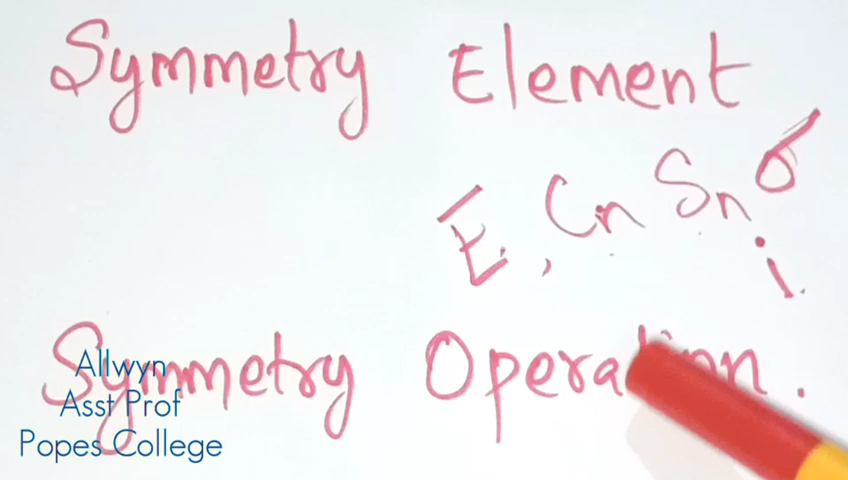 Symmetry Element
E, Cn Sn σ
i.
Symmetry Operation.
Allwyn
Asst Prof
Popes College